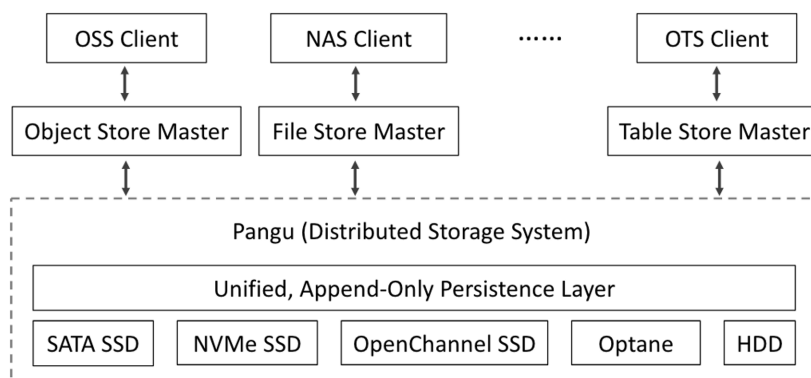 OSS Client NAS Client ...... OTS Client
Object Store Master File Store Master Table Store Master
Pangu (Distributed Storage System)
Unified, Append-Only Persistence Layer
SATA SSD NVMe SSD OpenChannel SSD Optane HDD